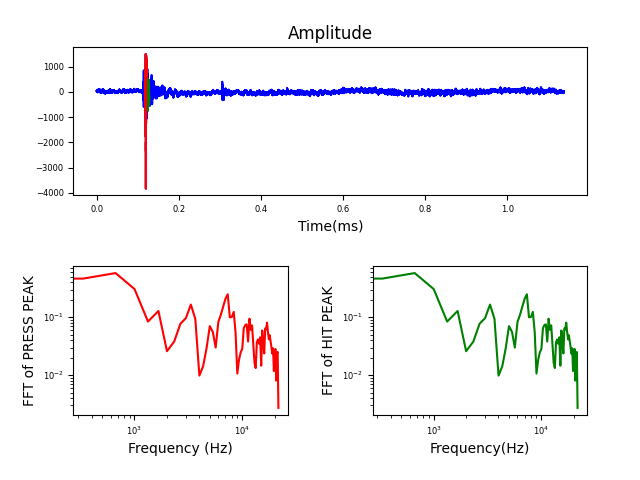 Amplitude
1000
0
−1000
−2000
−3000
−4000
0.0 0.2 0.4 0.6 0.8 1.0
Time(ms)
FFT of PRESS PEAK
10⁻¹
10⁻²
10³ 10⁴
Frequency (Hz)
FFT of HIT PEAK
10⁻¹
10⁻²
10³ 10⁴
Frequency(Hz)